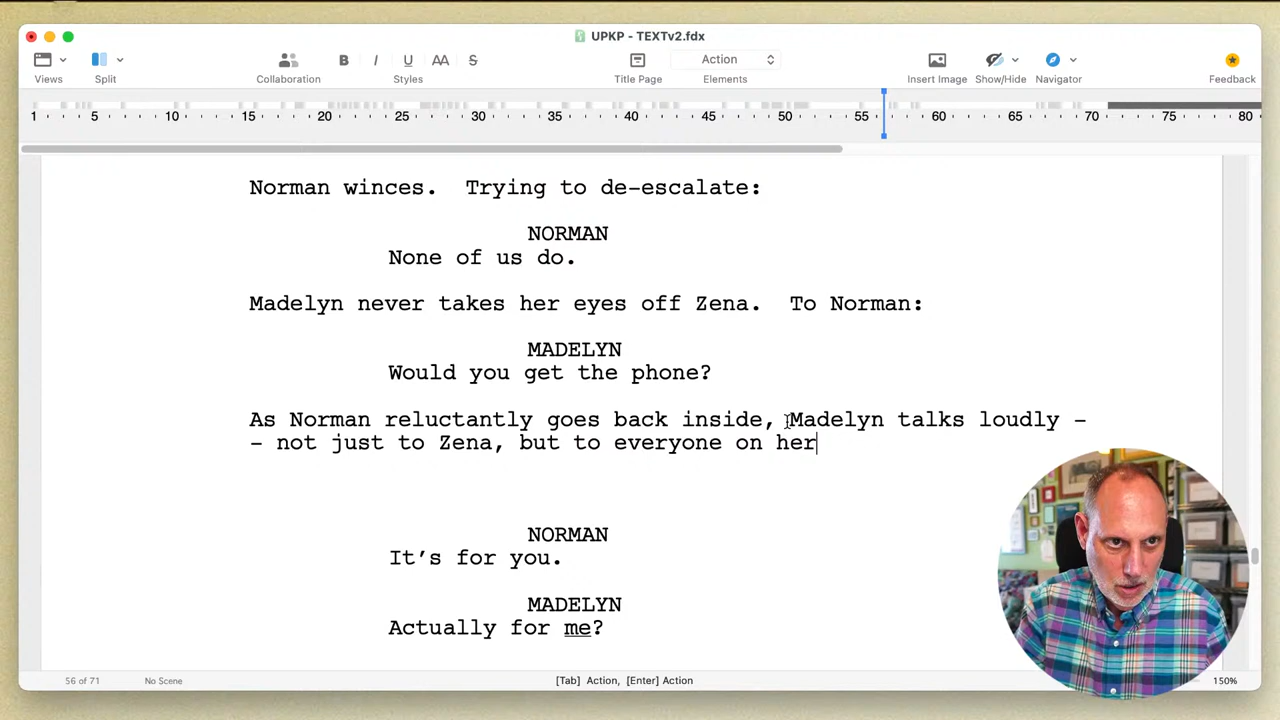 UPKP - TEXTv2.fdx
B I U AA S Action
Views Split Collaboration Styles Title Page Elements Insert Image Show/Hide Navigator Feedback
1 5 10 15 20 25 30 35 40 45 50 55 60 65 70 75 80
Norman winces.  Trying to de-escalate:
NORMAN
None of us do.
Madelyn never takes her eyes off Zena.  To Norman:
MADELYN
Would you get the phone?
As Norman reluctantly goes back inside, Madelyn talks loudly -
- not just to Zena, but to everyone on her
NORMAN
It’s for you.
MADELYN
Actually for me?
56 of 71 No Scene [Tab]  Action,  [Enter] Action 150%